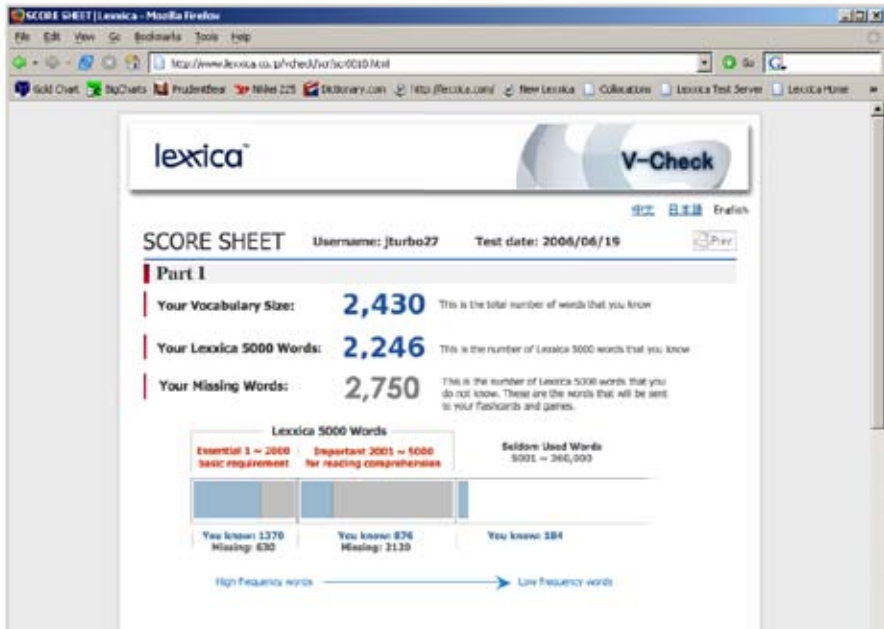 SCORE SHEET | Lexxica - Mozilla Firefox
File Edit View Go Bookmarks Tools Help
Go
Gold Chart BigCharts PrudentBear Nikkei 225 Dictionary.com http://lexxica.com/ New Lexxica Collocations Lexxica Test Server Lexxica Home »
lexxica™ V-Check
中文 日本語 English
SCORE SHEET Username: jturbo27 Test date: 2006/06/19 Print
Part I
Your Vocabulary Size: 2,430 This is the total number of words that you know
Your Lexxica 5000 Words: 2,246 This is the number of Lexxica 5000 words that you know
Your Missing Words: 2,750 This is the number of Lexxica 5000 words that you
do not know. These are the words that will be sent
to your flashcards and games.
Lexxica 5000 Words
Essential 1 ~ 2000 Important 2001 ~ 5000 Seldom Used Words
basic requirement for reading comprehension 5001 ~ 360,000
You know: 1370 You know: 876 You know: 184
Missing: 630 Missing: 2120
High frequency words Low frequency words